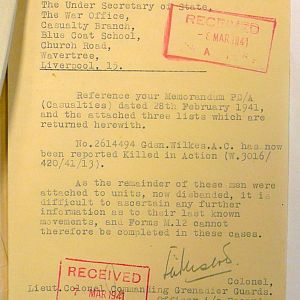 The Under Secretary of State,
The War Office,
Casualty Branch,
Blue Coat School,
Church Road,
Wavertree,
Liverpool, 15.
RECEIVED
- 8 MAR 1941
A
Reference your Memorandum PD/A
(Casualties) dated 28th February 1941,
and the attached three lists which are
returned herewith.
No.2614494 Gdsn.Wilkes.A.C. has now
been reported Killed in Action (W.3016/
420/41/13).
As the remainder of these men were
attached to units, now disbanded, it is
difficult to ascertain any further
information as to their last known
movements, and Forms M.12 cannot
therefore be completed in these cases.
Colonel,
Lieut.Colonel Commanding Grenadier Guards.
RECEIVED
MAR 1941